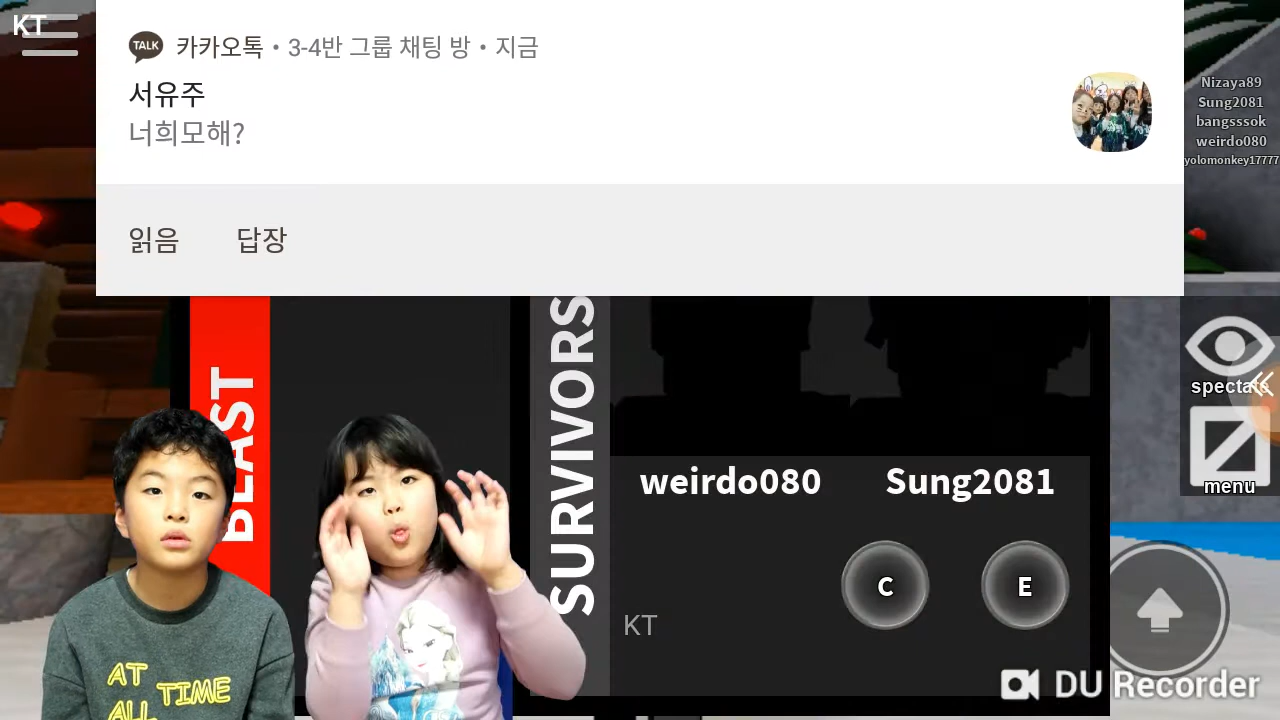 KT
TALK 카카오톡 • 3-4반 그룹 채팅 방 • 지금
서유주
너희모해?
읽음 답장
Nizaya89
Sung2081
bangsssok
weirdo080
yolomonkey17777
BEAST
SURVIVORS
weirdo080 Sung2081
C E
KT
spectate
menu
AT
TIME
ALL
DU Recorder